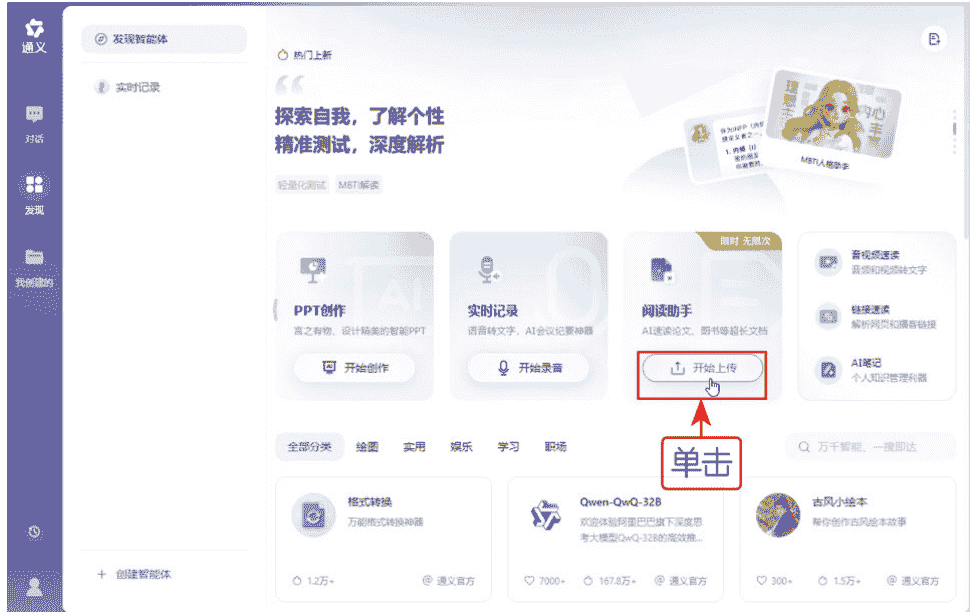 通义
对话
发现
我创建的
发现智能体
实时记录
创建智能体
热门上新
探索自我，了解个性
精准测试，深度解析
轻量化测试 MBTI解读
MBTI人格助手
PPT创作
言之有物、设计精美的智能PPT
开始创作
实时记录
语音转文字，AI会议纪要神器
开始录音
限时 无限次
阅读助手
AI速读论文、图书等超长文档
开始上传
单击
音视频速读
音频和视频转文字
链接速读
解析网页和播客链接
AI笔记
个人知识管理利器
全部分类 绘图 实用 娱乐 学习 职场
万千智能，一搜即达
格式转换
万能格式转换神器
1.2万+ @通义官方
Qwen-QwQ-32B
欢迎体验阿里巴巴旗下深度思
考大模型QwQ-32B的高效推...
7000+ 167.8万+ @通义官方
古风小绘本
帮你创作古风绘本故事
300+ 1.5万+ @通义官方